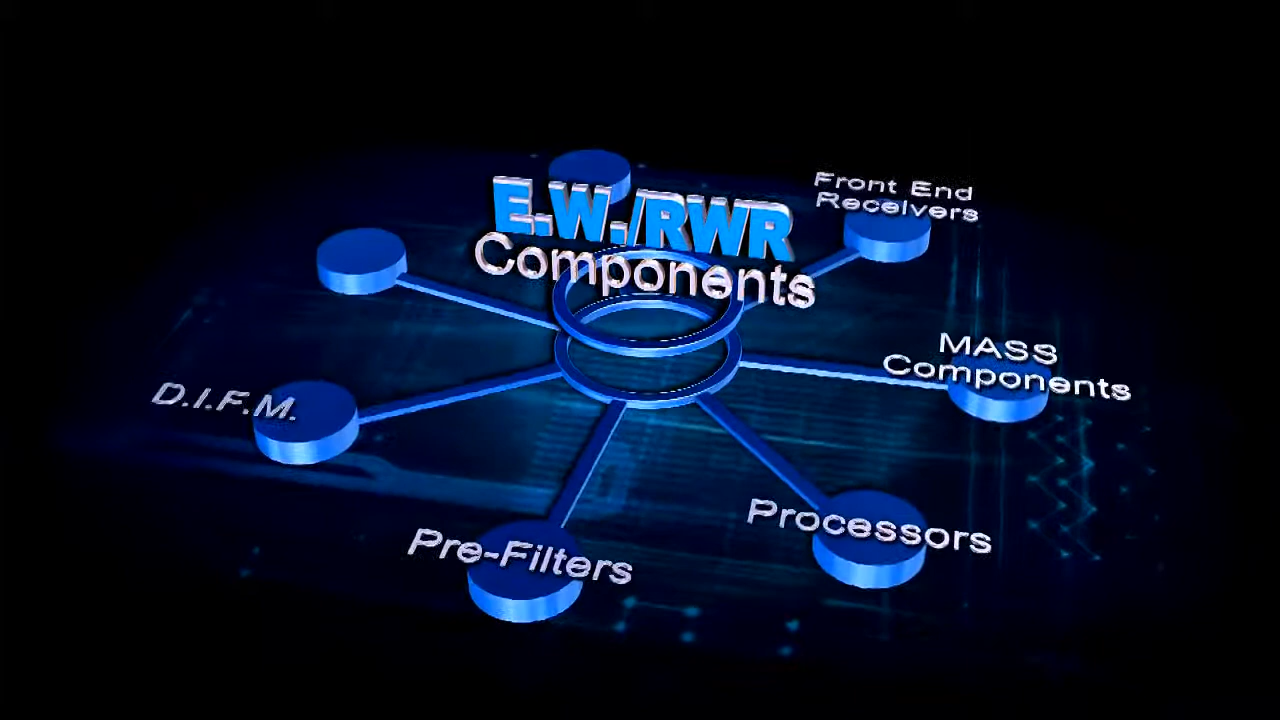 E.W./RWR
Components
Front End
Receivers
MASS
Components
D.I.F.M.
Processors
Pre-Filters